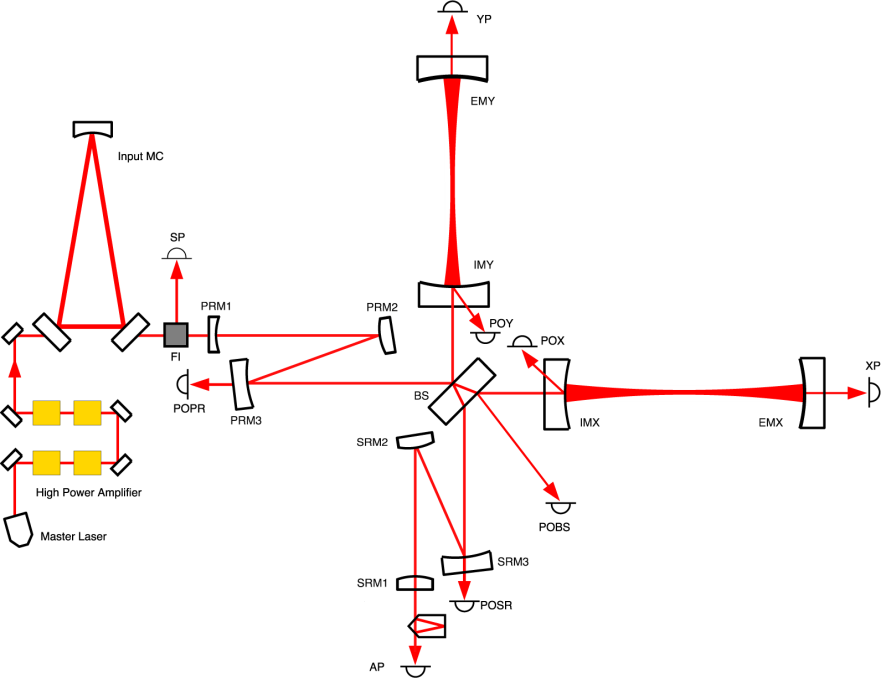 YP
EMY
Input MC
SP
IMY
PRM1
PRM2
POY
POX
FI
XP
POPR
BS
PRM3
IMX
EMX
SRM2
High Power Amplifier
POBS
Master Laser
SRM3
SRM1
POSR
AP